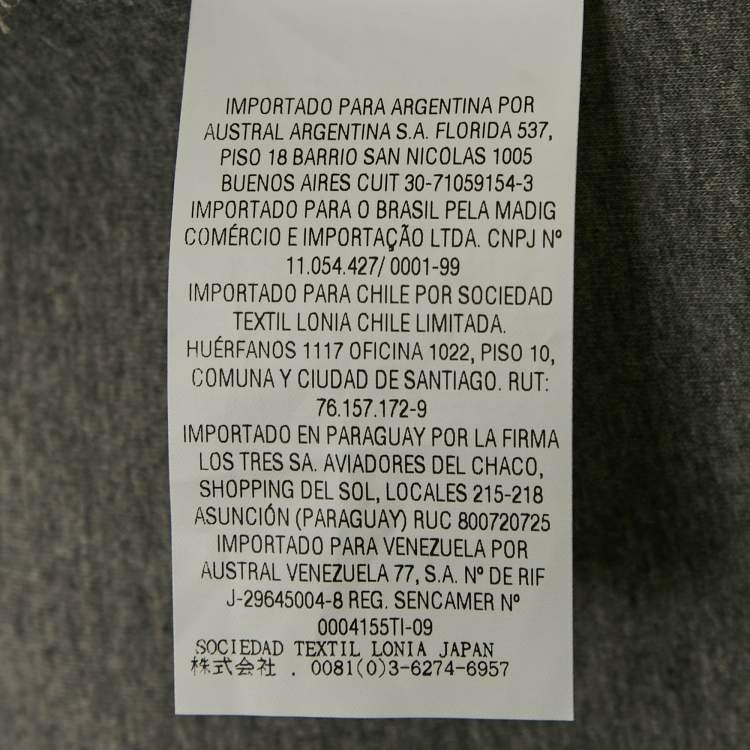 IMPORTADO PARA ARGENTINA POR
AUSTRAL ARGENTINA S.A. FLORIDA 537,
PISO 18 BARRIO SAN NICOLAS 1005
BUENOS AIRES CUIT 30-71059154-3
IMPORTADO PARA O BRASIL PELA MADIG
COMÉRCIO E IMPORTAÇÃO LTDA. CNPJ Nº
11.054.427/ 0001-99
IMPORTADO PARA CHILE POR SOCIEDAD
TEXTIL LONIA CHILE LIMITADA.
HUÉRFANOS 1117 OFICINA 1022, PISO 10,
COMUNA Y CIUDAD DE SANTIAGO. RUT:
76.157.172-9
IMPORTADO EN PARAGUAY POR LA FIRMA
LOS TRES SA. AVIADORES DEL CHACO,
SHOPPING DEL SOL, LOCALES 215-218
ASUNCIÓN (PARAGUAY) RUC 800720725
IMPORTADO PARA VENEZUELA POR
AUSTRAL VENEZUELA 77, S.A. Nº DE RIF
J-29645004-8 REG. SENCAMER Nº
0004155TI-09
SOCIEDAD TEXTIL LONIA JAPAN
株式会社 . 0081(0)3-6274-6957